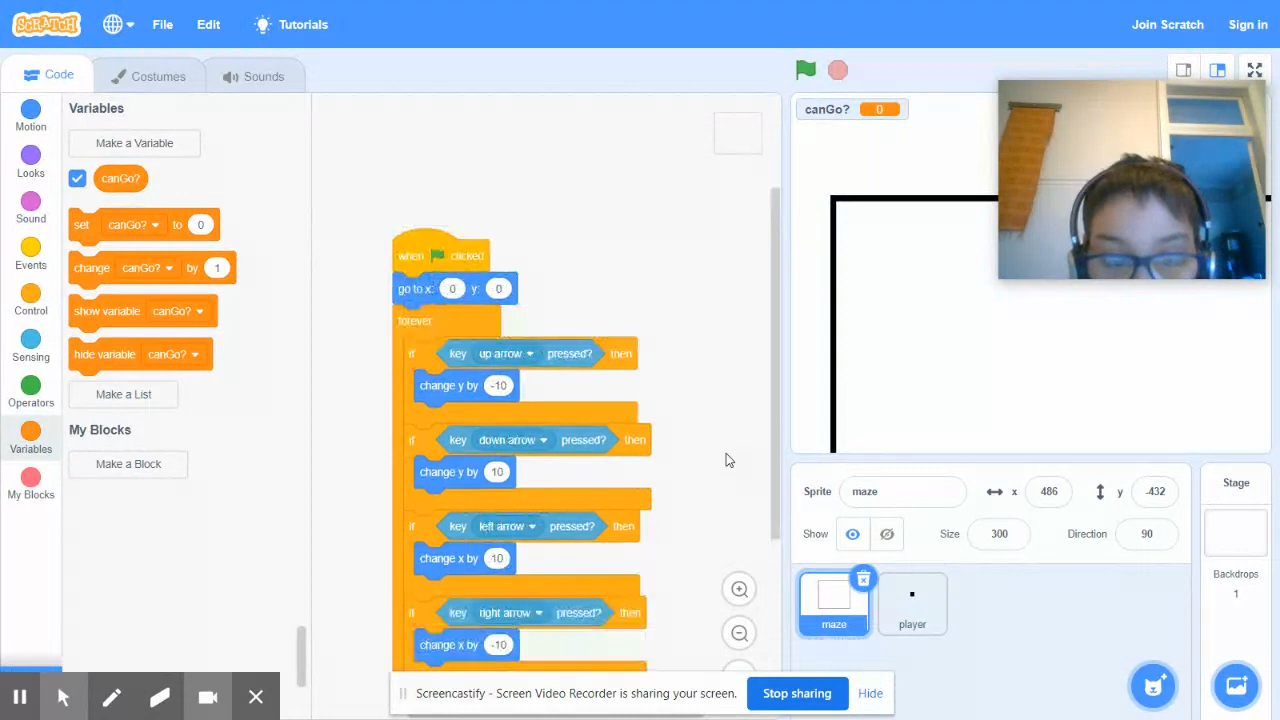 SCRATCH
File
Edit
Tutorials
Join Scratch
Sign in
Code
Costumes
Sounds
Motion
Looks
Sound
Events
Control
Sensing
Operators
Variables
My Blocks
Variables
Make a Variable
canGo?
set canGo? to 0
change canGo? by 1
show variable canGo?
hide variable canGo?
Make a List
My Blocks
Make a Block
when clicked
go to x: 0 y: 0
forever
if key up arrow pressed? then
change y by -10
if key down arrow pressed? then
change y by 10
if key left arrow pressed? then
change x by 10
if key right arrow pressed? then
change x by -10
canGo? 0
Sprite maze x 486 y -432
Show Size 300 Direction 90
maze
player
Stage
Backdrops
1
Screencastify - Screen Video Recorder is sharing your screen.
Stop sharing
Hide